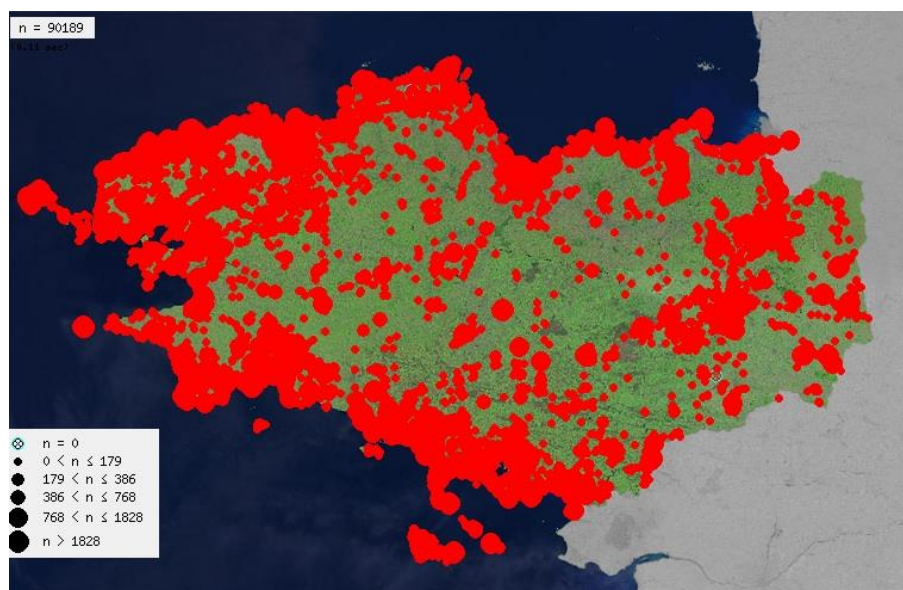 n = 90189
n = 0
0 < n ≤ 179
179 < n ≤ 386
386 < n ≤ 768
768 < n ≤ 1828
n > 1828